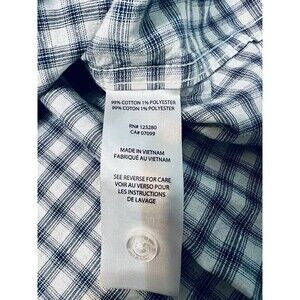 99% COTTON 1% POLYESTER
99% COTON 1% POLYESTER
RN# 123280
CA# 07099
MADE IN VIETNAM
FABRIQUÉ AU VIETNAM
SEE REVERSE FOR CARE
VOIR AU VERSO POUR
LES INSTRUCTIONS
DE LAVAGE